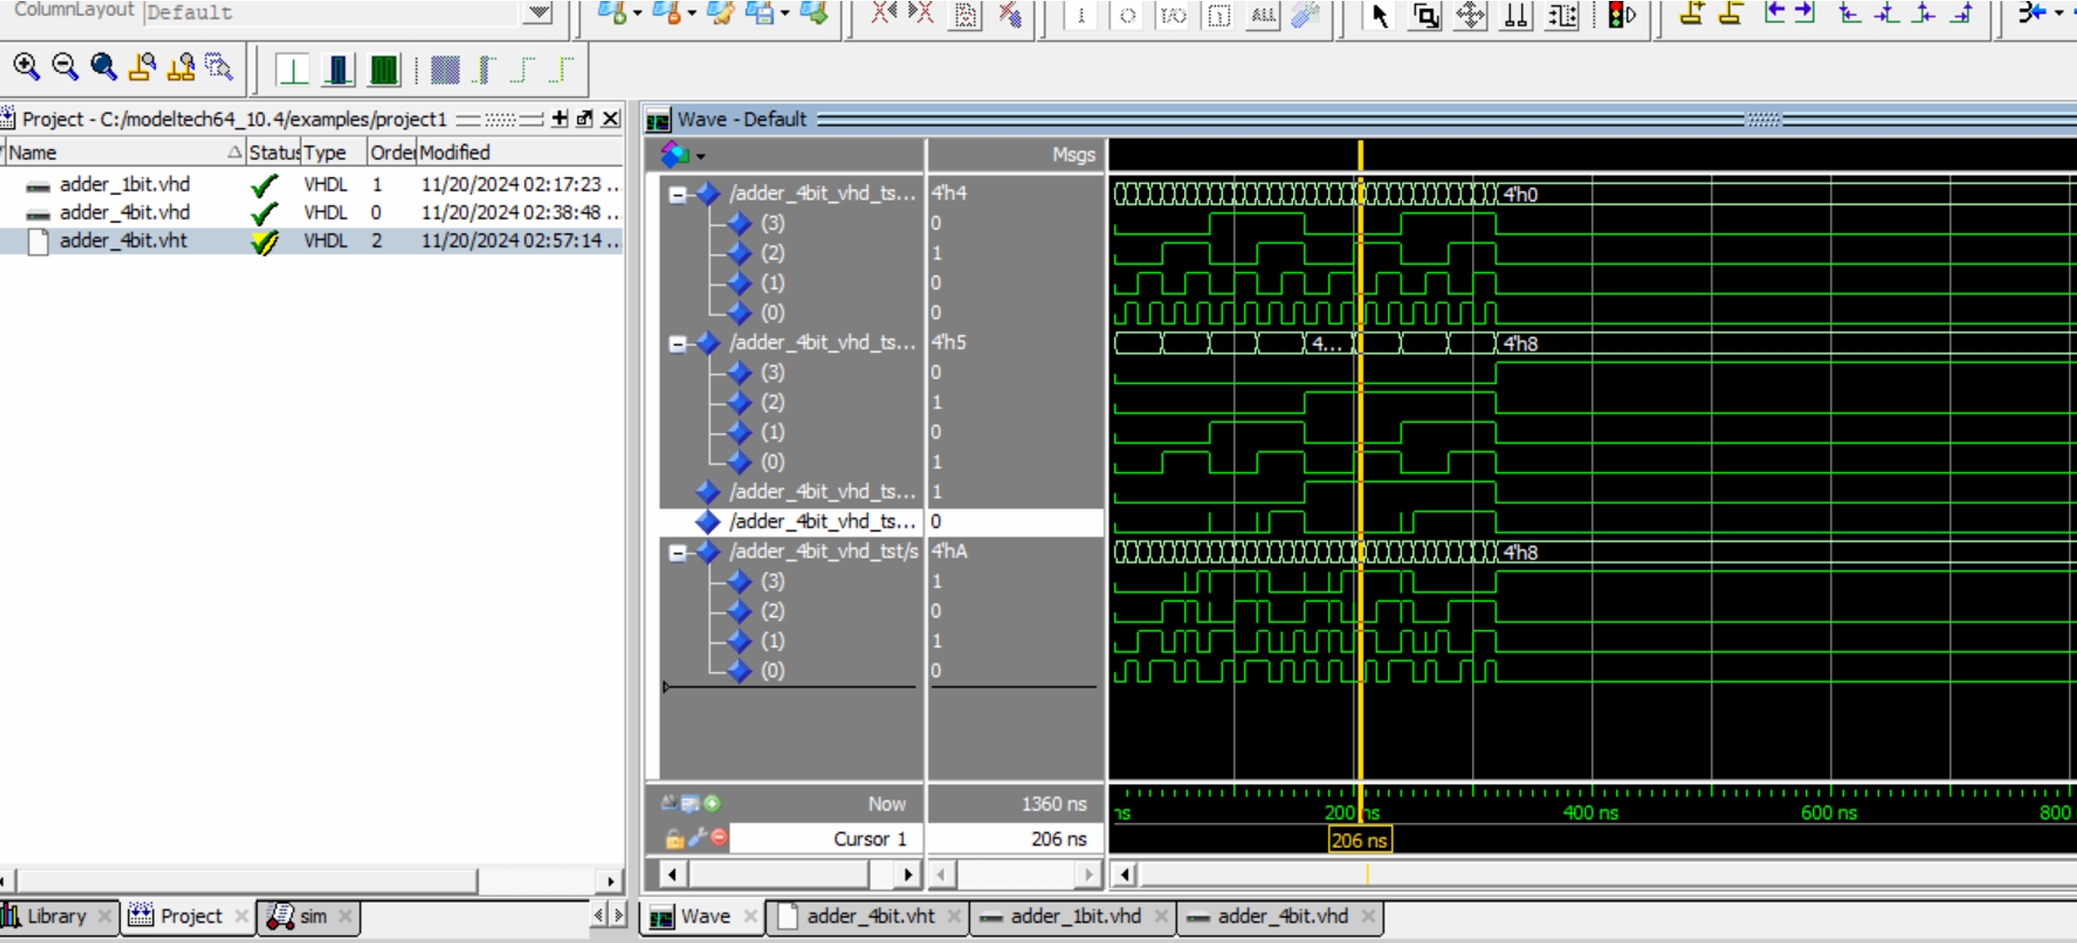 ColumnLayout Default
I/O ALL
Project - C:/modeltech64_10.4/examples/project1
Name Status Type Order Modified
adder_1bit.vhd VHDL 1 11/20/2024 02:17:23 ...
adder_4bit.vhd VHDL 0 11/20/2024 02:38:48 ...
adder_4bit.vht VHDL 2 11/20/2024 02:57:14 ...
Wave - Default
Msgs
/adder_4bit_vhd_ts... 4'h4 4'h0
(3) 0
(2) 1
(1) 0
(0) 0
/adder_4bit_vhd_ts... 4'h5 4... 4'h8
(3) 0
(2) 1
(1) 0
(0) 1
/adder_4bit_vhd_ts... 1
/adder_4bit_vhd_ts... 0
/adder_4bit_vhd_tst/s 4'hA 4'h8
(3) 1
(2) 0
(1) 1
(0) 0
Now 1360 ns
ns 200 ns 400 ns 600 ns 800
Cursor 1 206 ns 206 ns
Library Project sim
Wave adder_4bit.vht adder_1bit.vhd adder_4bit.vhd